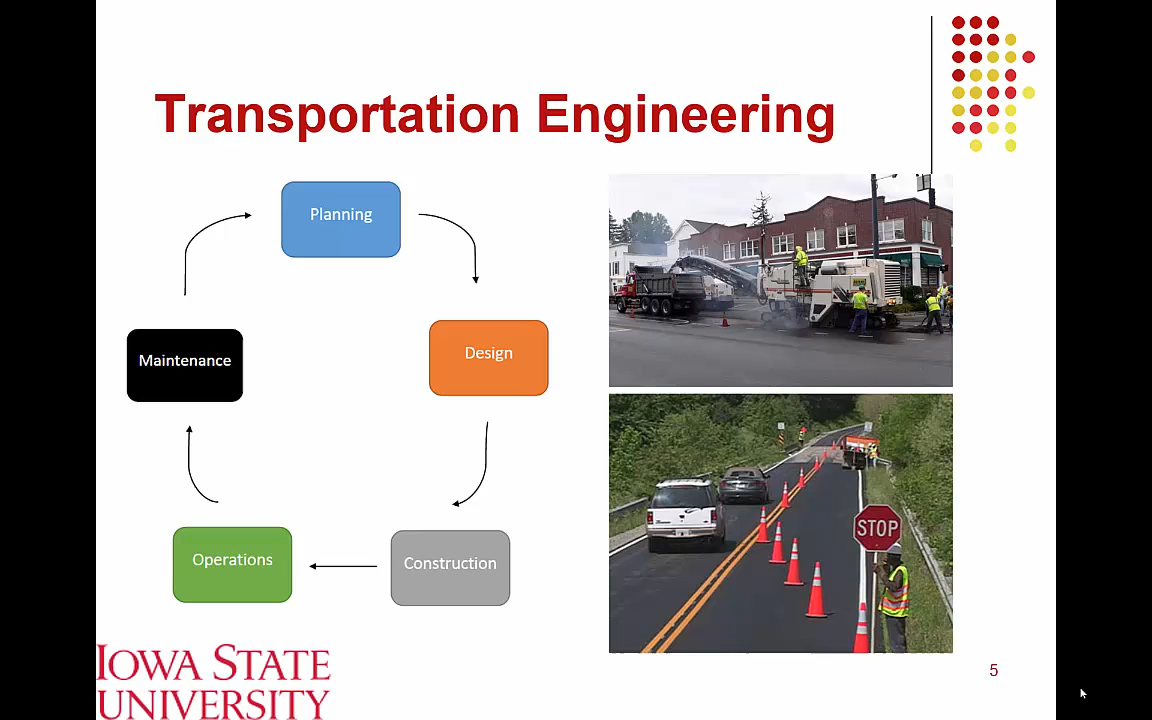 Transportation Engineering
Planning
Design
Maintenance
Operations
Construction
STOP
IOWA STATE
UNIVERSITY
5